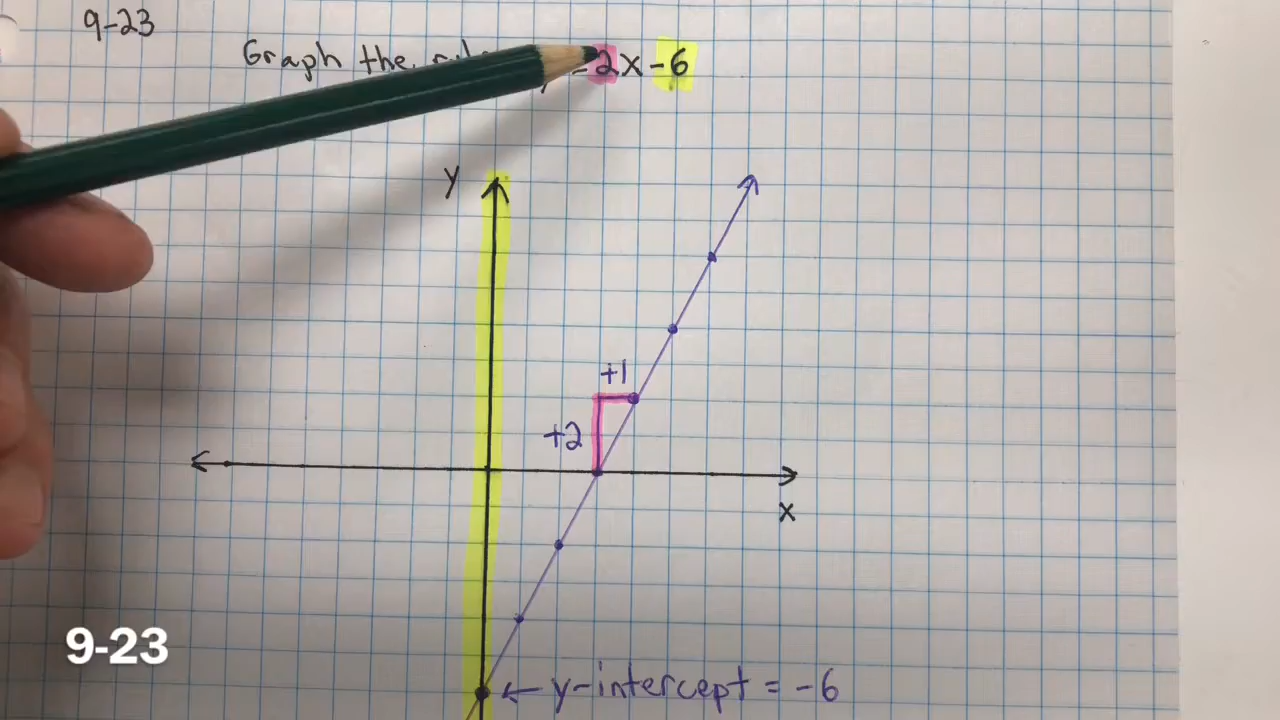 9-23
Graph the = 2x - 6
y
+1
+2
x
9-23
← y-intercept = -6